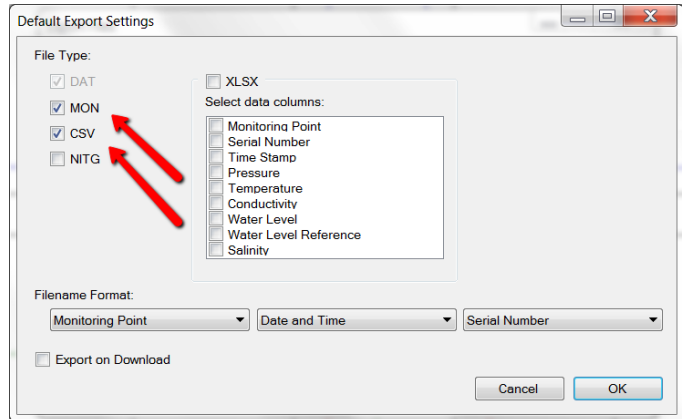 Default Export Settings
File Type:
DAT
MON
CSV
NITG
XLSX
Select data columns:
Monitoring Point
Serial Number
Time Stamp
Pressure
Temperature
Conductivity
Water Level
Water Level Reference
Salinity
Filename Format:
Monitoring Point
Date and Time
Serial Number
Export on Download
Cancel
OK